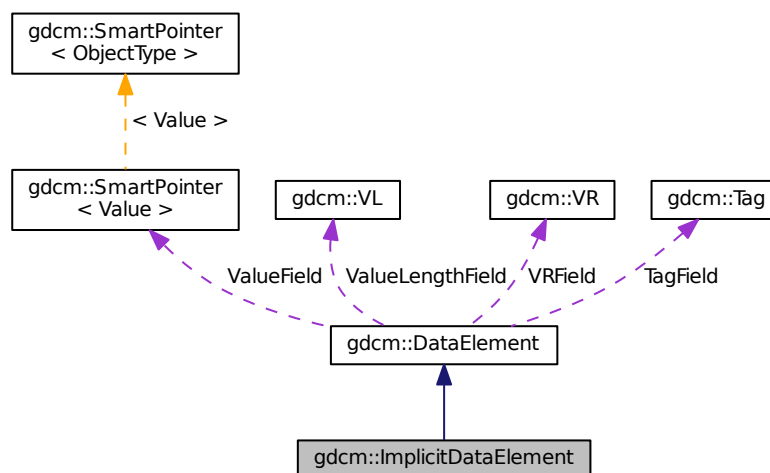 gdcm::SmartPointer
< ObjectType >
< Value >
gdcm::SmartPointer
< Value >
gdcm::VL
gdcm::VR
gdcm::Tag
ValueField
ValueLengthField
VRField
TagField
gdcm::DataElement
gdcm::ImplicitDataElement